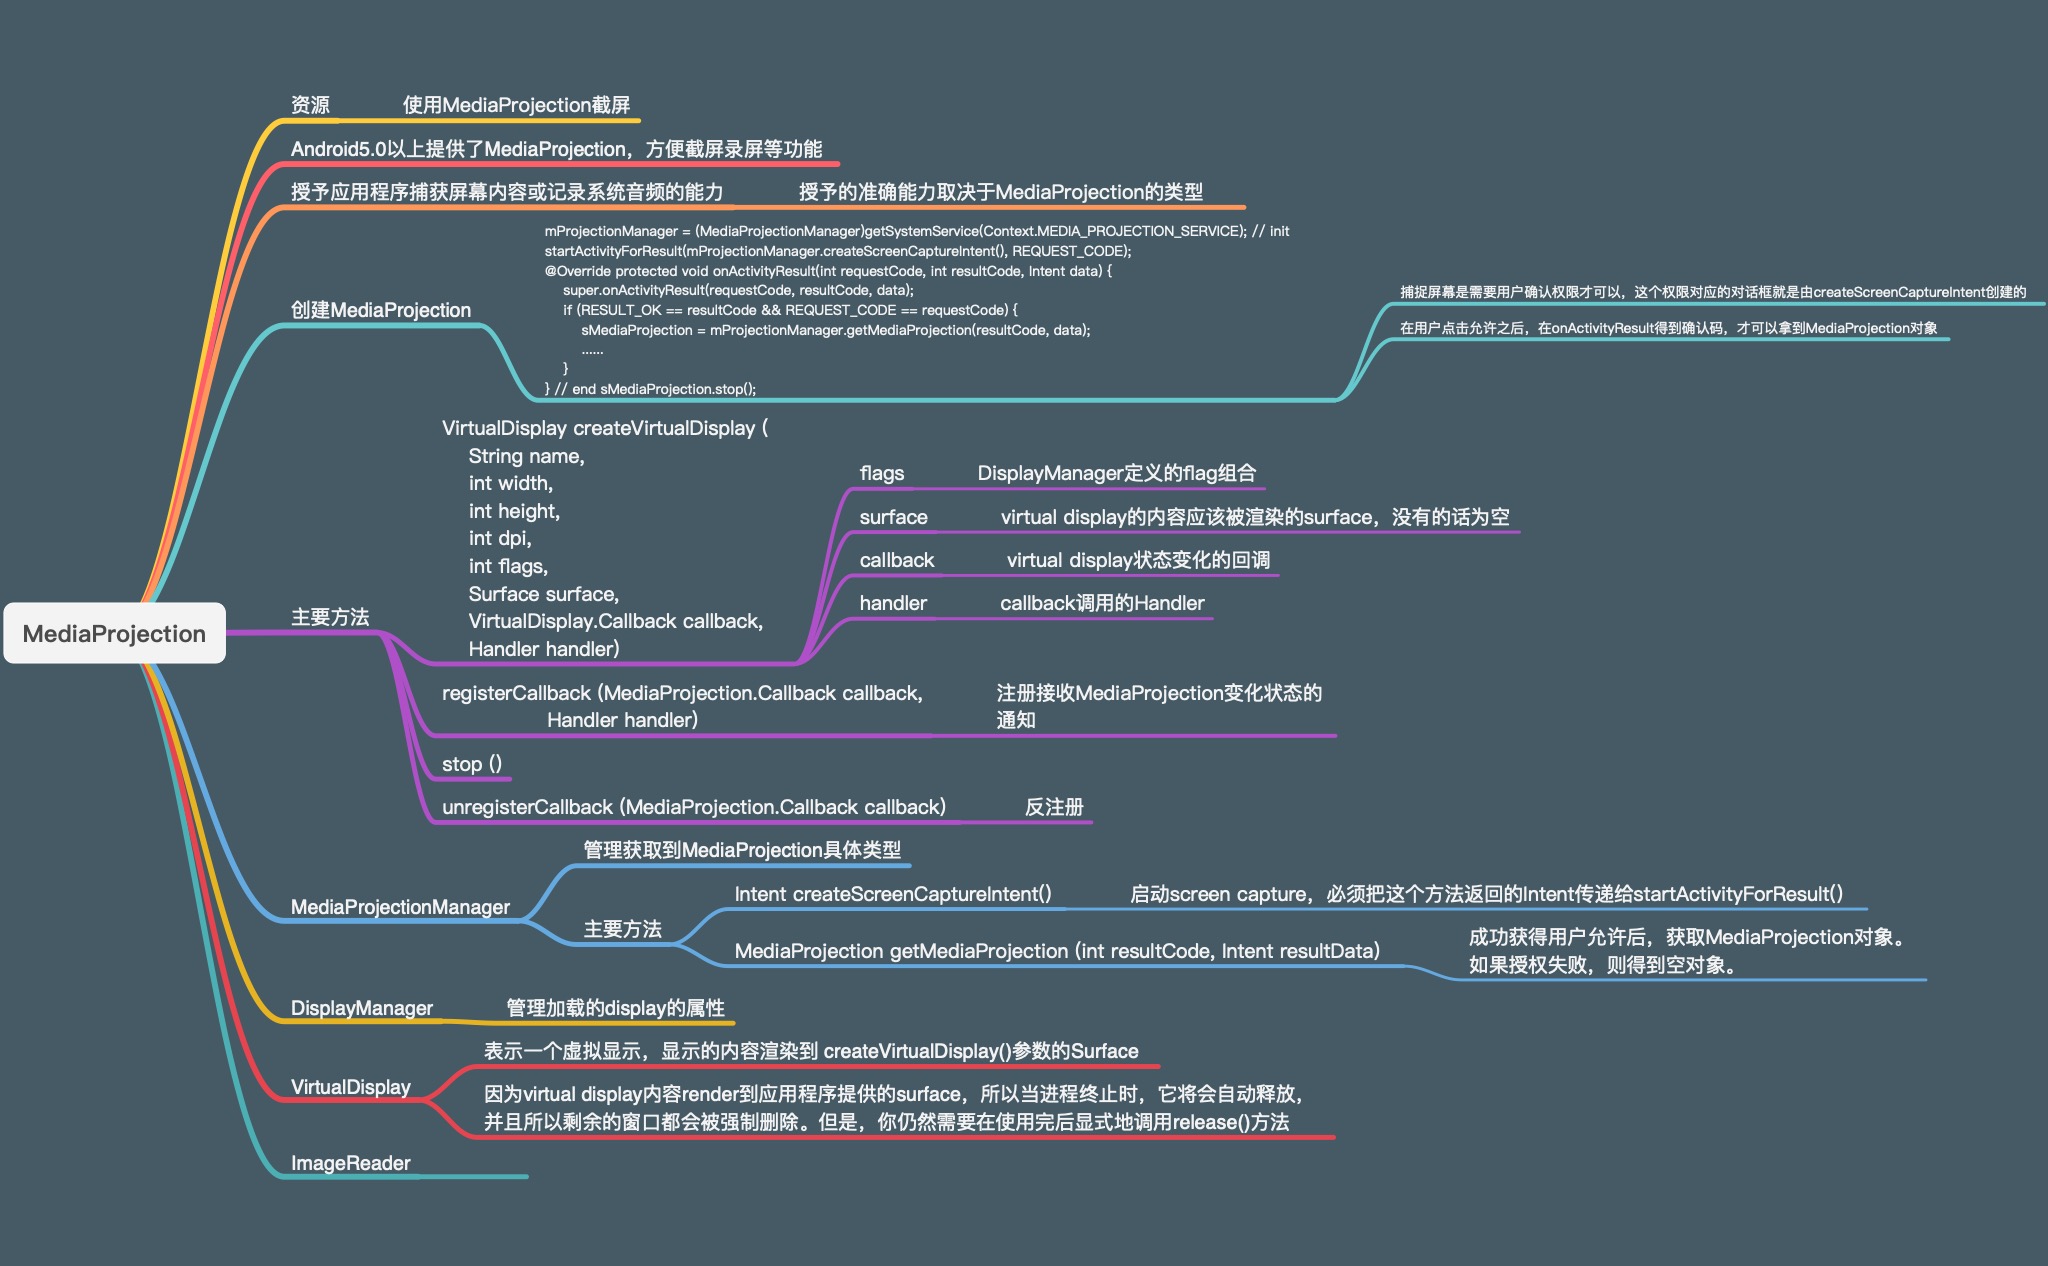 资源
使用MediaProjection截屏
Android5.0以上提供了MediaProjection，方便截屏录屏等功能
授予应用程序捕获屏幕内容或记录系统音频的能力
授予的准确能力取决于MediaProjection的类型
创建MediaProjection
mProjectionManager = (MediaProjectionManager)getSystemService(Context.MEDIA_PROJECTION_SERVICE); // init
startActivityForResult(mProjectionManager.createScreenCaptureIntent(), REQUEST_CODE);
@Override protected void onActivityResult(int requestCode, int resultCode, Intent data) {
super.onActivityResult(requestCode, resultCode, data);
if (RESULT_OK == resultCode && REQUEST_CODE == requestCode) {
sMediaProjection = mProjectionManager.getMediaProjection(resultCode, data);
......
}
} // end sMediaProjection.stop();
捕捉屏幕是需要用户确认权限才可以，这个权限对应的对话框就是由createScreenCaptureIntent创建的
在用户点击允许之后，在onActivityResult得到确认码，才可以拿到MediaProjection对象
MediaProjection
主要方法
VirtualDisplay createVirtualDisplay (
String name,
int width,
int height,
int dpi,
int flags,
Surface surface,
VirtualDisplay.Callback callback,
Handler handler)
flags
DisplayManager定义的flag组合
surface
virtual display的内容应该被渲染的surface，没有的话为空
callback
virtual display状态变化的回调
handler
callback调用的Handler
registerCallback (MediaProjection.Callback callback,
Handler handler)
注册接收MediaProjection变化状态的
通知
stop ()
unregisterCallback (MediaProjection.Callback callback)
反注册
MediaProjectionManager
管理获取到MediaProjection具体类型
主要方法
Intent createScreenCaptureIntent()
启动screen capture，必须把这个方法返回的Intent传递给startActivityForResult()
MediaProjection getMediaProjection (int resultCode, Intent resultData)
成功获得用户允许后，获取MediaProjection对象。
如果授权失败，则得到空对象。
DisplayManager
管理加载的display的属性
VirtualDisplay
表示一个虚拟显示，显示的内容渲染到 createVirtualDisplay()参数的Surface
因为virtual display内容render到应用程序提供的surface，所以当进程终止时，它将会自动释放，
并且所以剩余的窗口都会被强制删除。但是，你仍然需要在使用完后显式地调用release()方法
ImageReader